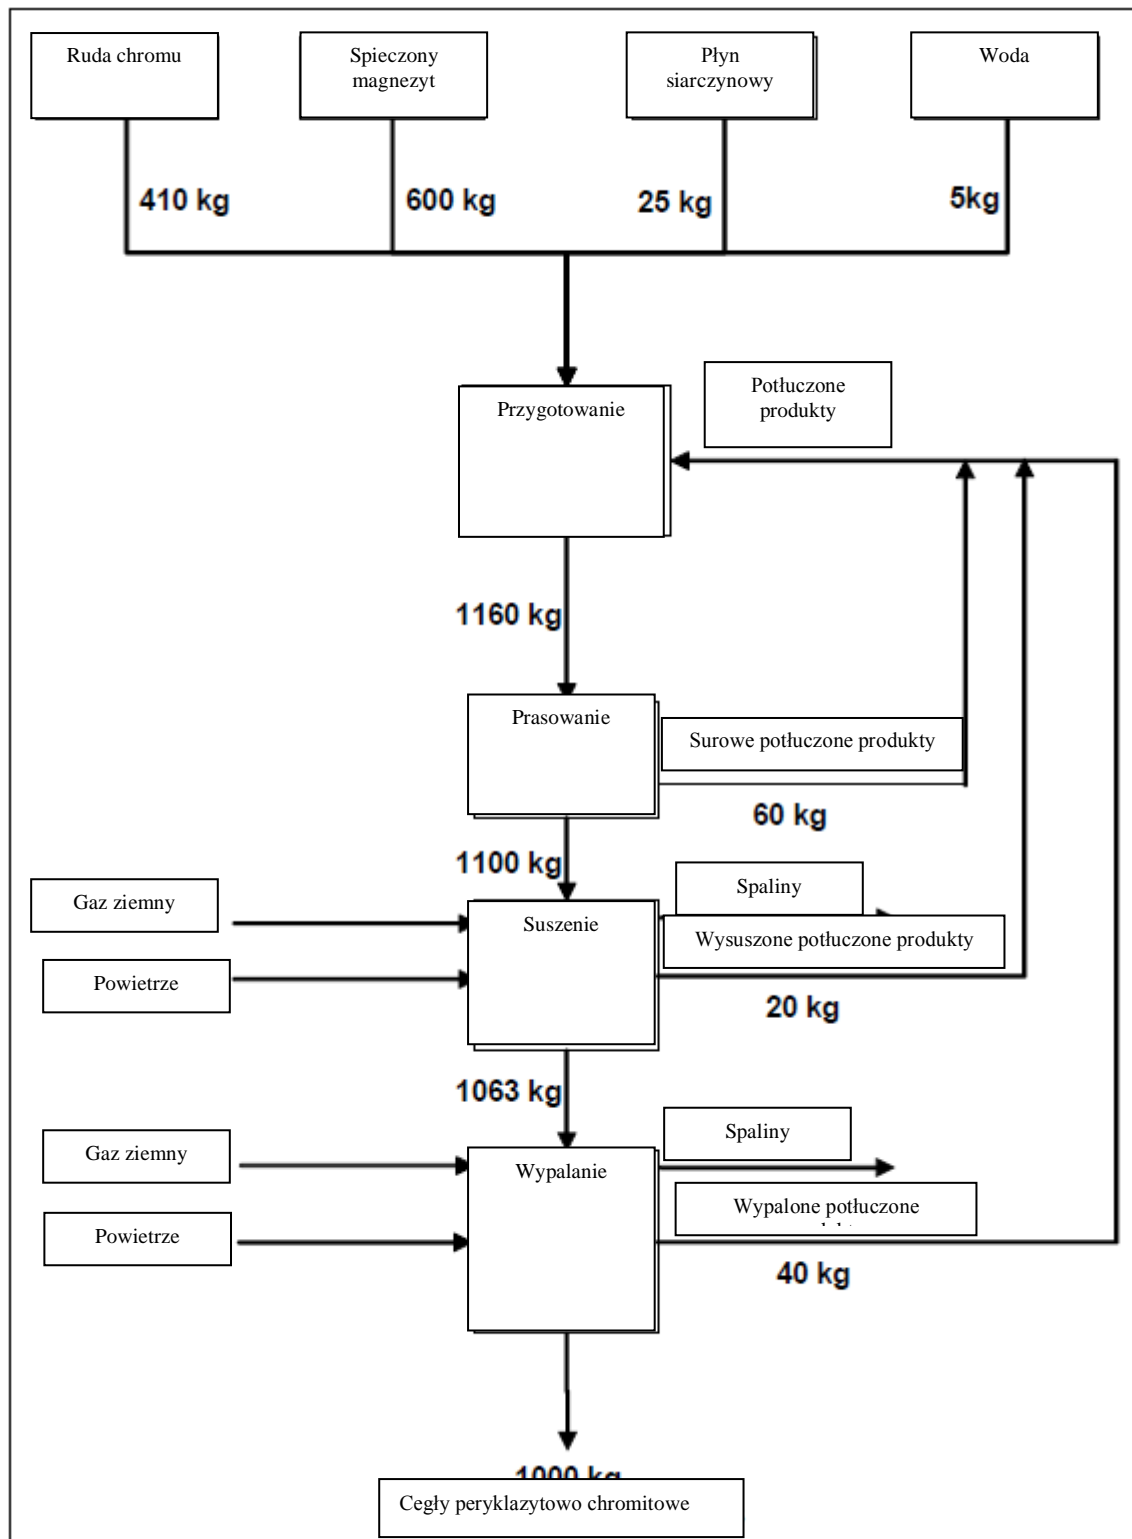 Ruda chromu
Spieczony
magnezyt
Płyn
siarczynowy
Woda
410 kg
600 kg
25 kg
5kg
Przygotowanie
Potłuczone
produkty
1160 kg
Prasowanie
Surowe potłuczone produkty
60 kg
1100 kg
Gaz ziemny
Suszenie
Spaliny
Wysuszone potłuczone produkty
Powietrze
20 kg
1063 kg
Gaz ziemny
Wypalanie
Spaliny
Wypalone potłuczone
Powietrze
40 kg
1000 kg
Cegły peryklazytowo chromitowe